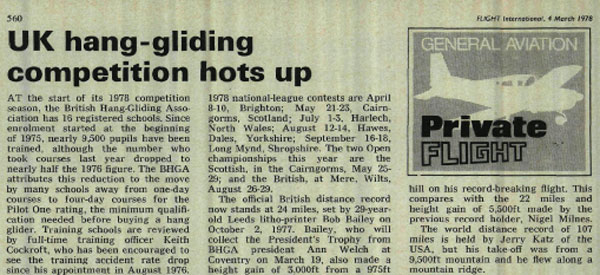 560
FLIGHT International, 4 March 1978
UK hang-gliding
competition hots up
AT the start of its 1978 competition
season, the British Hang-Gliding Asso-
ciation has 16 registered schools. Since
enrolment started at the beginning
of 1975, nearly 9,500 pupils have been
trained, although the number who
took courses last year dropped to
nearly half the 1976 figure. The BHGA
attributes this reduction to the move
by many schools away from one-day
courses to four-day courses for the
Pilot One rating, the minimum qualifi-
cation needed before buying a hang
glider. Training schools are reviewed
by full-time training officer Keith
Cockroft, who has been encouraged to
see the training accident rate drop
since his appointment in August 1976.
1978 national-league contests are April
8-10, Brighton; May 21-23, Cairn-
gorms, Scotland; July 1-3, Harlech,
North Wales; August 12-14, Hawes,
Dales, Yorkshire; September 16-18,
Long Mynd, Shropshire. The two Open
championships this year are the
Scottish, in the Cairngorms, May 25-
29; and the British, at Mere, Wilts,
August 26-29.
The official British distance record
now stands at 24 miles, set by 29-year-
old Leeds litho-printer Rob Bailey on
October 2, 1977. Bailey, who will
collect the President's Trophy from
BHGA president Ann Welch at
Coventry on March 19, also made a
height gain of 3,000ft from a 975ft
GENERAL AVIATION
Private
FLIGHT
hill on his record-breaking flight. This
compares with the 22 miles and
height gain of 5,500ft made by the
previous record holder, Nigel Milnes.
The world distance record of 107
miles is held by Jerry Katz of the
USA, but his take-off was from a
9,500ft mountain and he flew along a
mountain ridge.